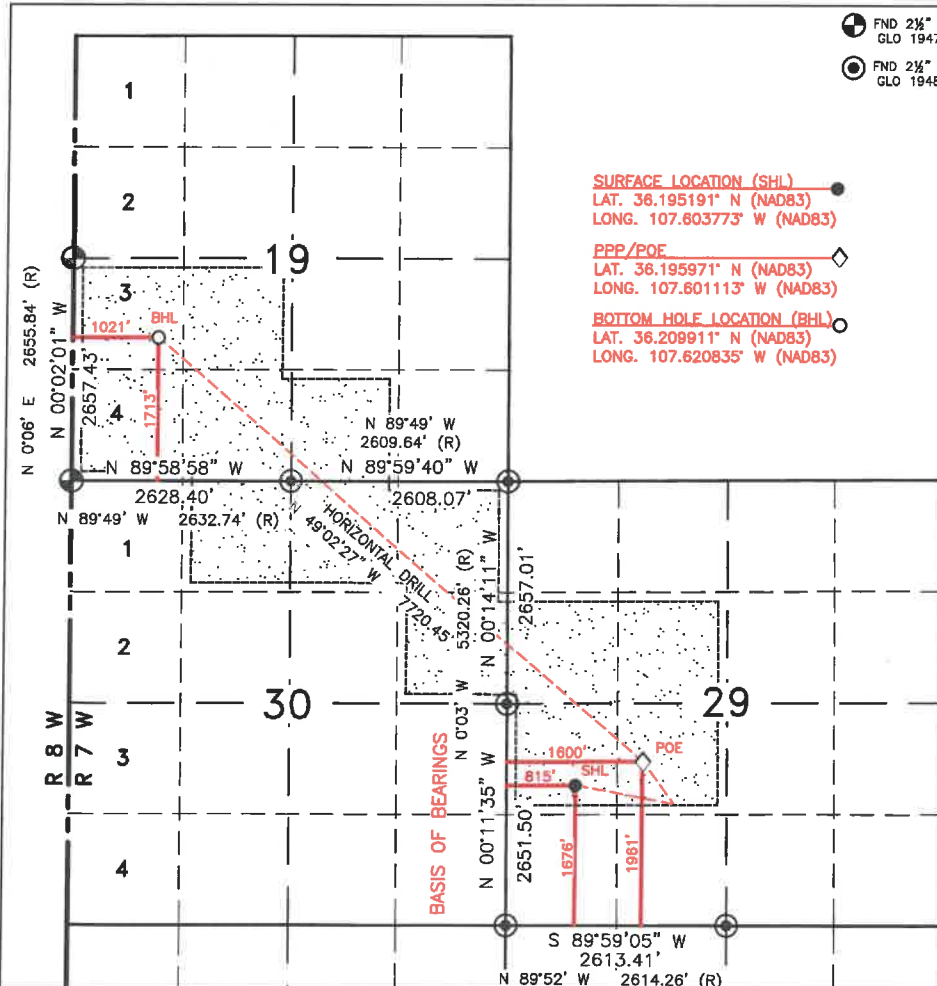 FND 2½"
GLO 1947
FND 2½"
GLO 1948
1
2
19
SURFACE LOCATION (SHL)
LAT. 36.195191° N (NAD83)
LONG. 107.603773° W (NAD83)
PPP/POE
LAT. 36.195971° N (NAD83)
LONG. 107.601113° W (NAD83)
BOTTOM HOLE LOCATION (BHL)
LAT. 36.209911° N (NAD83)
LONG. 107.620835° W (NAD83)
N 0°06' E 2655.84' (R)
N 00°02'01" W
2657.43'
3
1021'
BHL
1713'
4
N 89°49' W
2609.64' (R)
N 89°58'58" W
N 89°59'40" W
2628.40'
2608.07'
N 89°49' W 2632.74' (R)
HORIZONTAL DRILL
N 49°02'27" W
7720.45'
1
2
30
N 0°03' W 5320.26' (R)
N 00°14'11" W
2657.01'
29
R 8 W
R 7 W
3
4
BASIS OF BEARINGS
N 00°11'35" W
2651.50'
1600'
POE
815'
SHL
1676'
1961'
S 89°59'05" W
2613.41'
N 89°52' W 2614.26' (R)